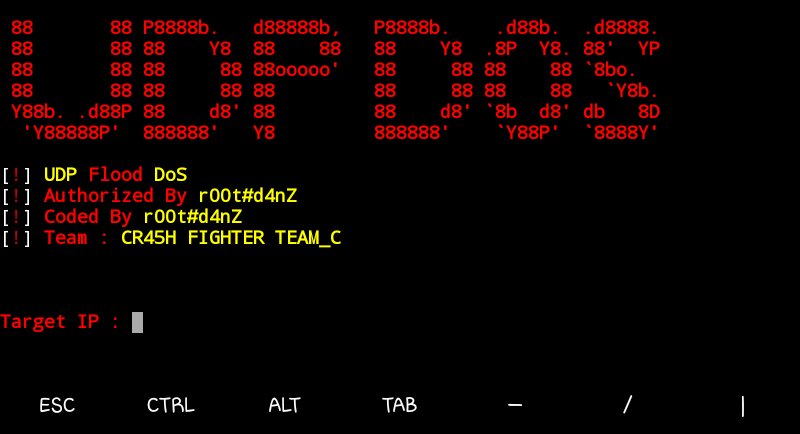 88       88 P8888b.   d88888b,   P8888b.    .d88b.  .d8888.
 88       88 88    Y8  88    88   88    Y8  .8P  Y8. 88'  YP
 88       88 88     88 88ooooo'   88     88 88    88 `8bo.
 88       88 88     88 88         88     88 88    88   `Y8b.
 Y88b. .d88P 88    d8' 88         88    d8' `8b  d8' db   8D
  'Y88888P'  888888'   Y8         888888'    `Y88P'  `8888Y'
[!] UDP Flood DoS
[!] Authorized By r00t#d4nZ
[!] Coded By r00t#d4nZ
[!] Team : CR45H FIGHTER TEAM_C
Target IP :
ESC CTRL ALT TAB — / |